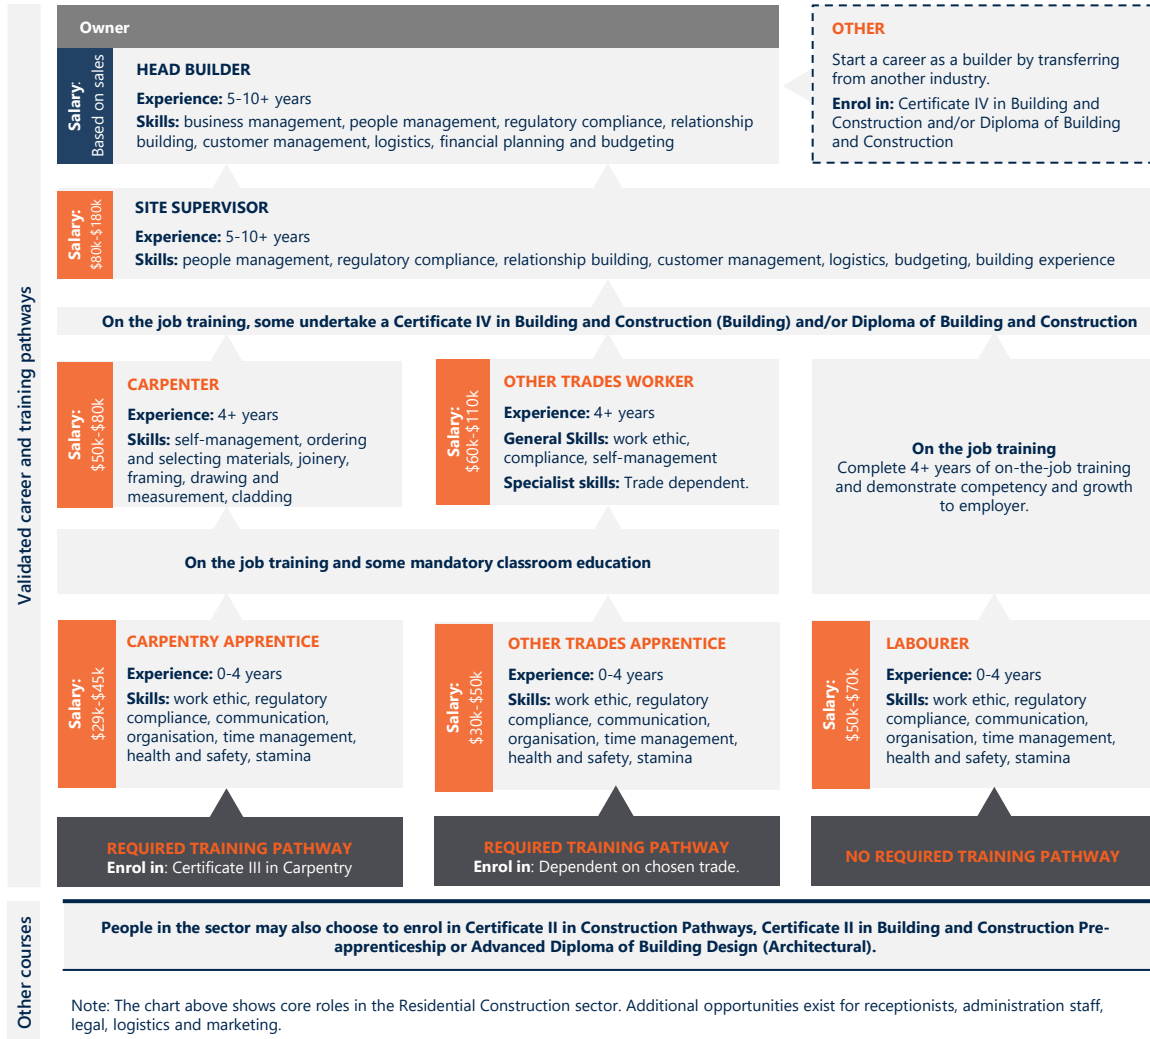 Validated career and training pathways
Owner
Salary:
Based on sales
HEAD BUILDER
Experience: 5-10+ years
Skills: business management, people management, regulatory compliance, relationship
building, customer management, logistics, financial planning and budgeting
OTHER
Start a career as a builder by transferring
from another industry.
Enrol in: Certificate IV in Building and
Construction and/or Diploma of Building
and Construction
Salary:
$80k-$180k
SITE SUPERVISOR
Experience: 5-10+ years
Skills: people management, regulatory compliance, relationship building, customer management, logistics, budgeting, building experience
On the job training, some undertake a Certificate IV in Building and Construction (Building) and/or Diploma of Building and Construction
Salary:
$50k-$80k
CARPENTER
Experience: 4+ years
Skills: self-management, ordering
and selecting materials, joinery,
framing, drawing and
measurement, cladding
Salary:
$60k-$110k
OTHER TRADES WORKER
Experience: 4+ years
General Skills: work ethic,
compliance, self-management
Specialist skills: Trade dependent.
On the job training
Complete 4+ years of on-the-job training
and demonstrate competency and growth
to employer.
On the job training and some mandatory classroom education
Salary:
$29k-$45k
CARPENTRY APPRENTICE
Experience: 0-4 years
Skills: work ethic, regulatory
compliance, communication,
organisation, time management,
health and safety, stamina
Salary:
$30k-$50k
OTHER TRADES APPRENTICE
Experience: 0-4 years
Skills: work ethic, regulatory
compliance, communication,
organisation, time management,
health and safety, stamina
Salary:
$50k-$70k
LABOURER
Experience: 0-4 years
Skills: work ethic, regulatory
compliance, communication,
organisation, time management,
health and safety, stamina
REQUIRED TRAINING PATHWAY
Enrol in: Certificate III in Carpentry
REQUIRED TRAINING PATHWAY
Enrol in: Dependent on chosen trade.
NO REQUIRED TRAINING PATHWAY
Other courses
People in the sector may also choose to enrol in Certificate II in Construction Pathways, Certificate II in Building and Construction Pre-
apprenticeship or Advanced Diploma of Building Design (Architectural).
Note: The chart above shows core roles in the Residential Construction sector. Additional opportunities exist for receptionists, administration staff,
legal, logistics and marketing.